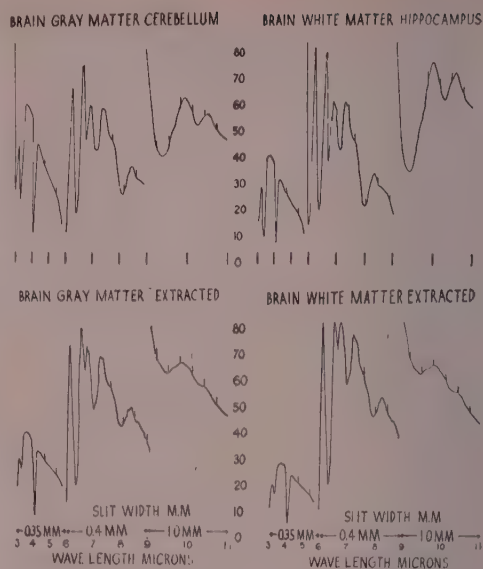 BRAIN GRAY MATTER CEREBELLUM
BRAIN WHITE MATTER HIPPOCAMPUS
80
70
60
50
40
30
20
10
0
BRAIN GRAY MATTER EXTRACTED
BRAIN WHITE MATTER EXTRACTED
80
70
60
50
40
30
20
10
0
SLIT WIDTH M.M
0.35 MM 0.4 MM 1.0 MM
3 4 5 6 7 8 9 10 11
WAVE LENGTH MICRONS
SLIT WIDTH M.M
0.35 MM 0.4 MM 1.0 MM
3 4 5 6 7 8 9 10 11
WAVE LENGTH MICRONS